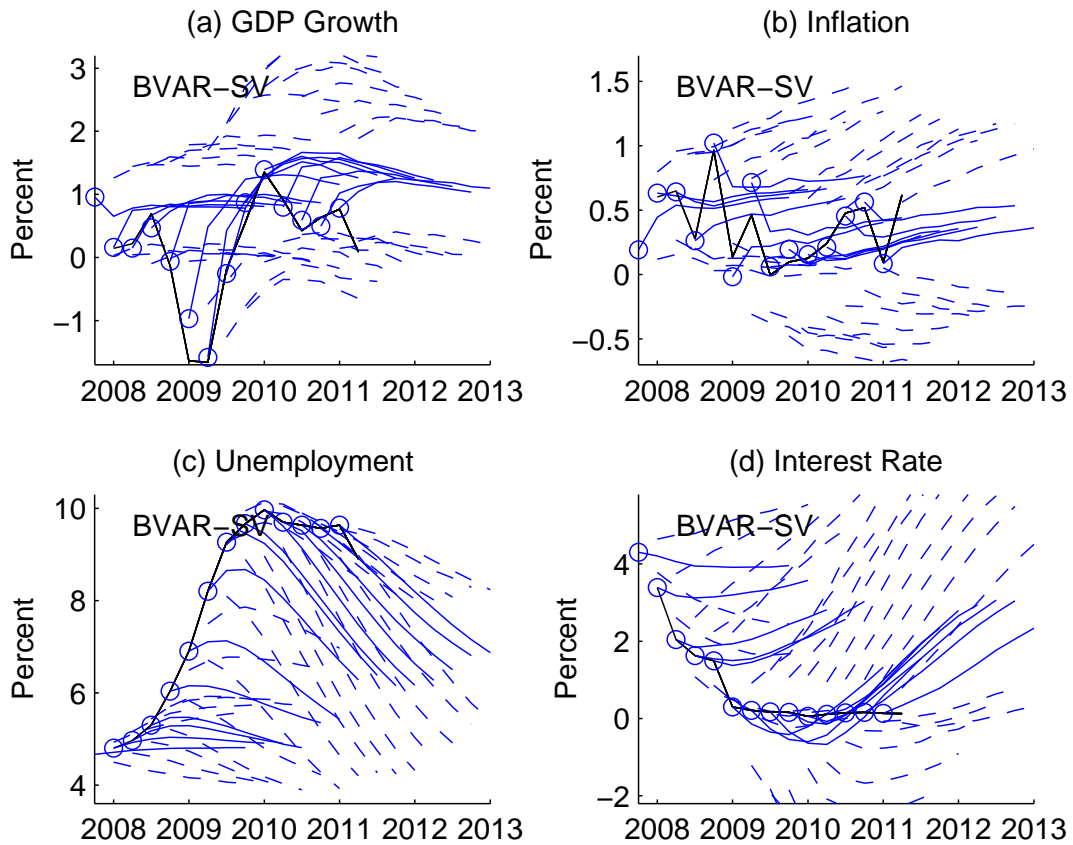 (a) GDP Growth
BVAR−SV
Percent
3
2
1
0
−1
2008 2009 2010 2011 2012 2013
(b) Inflation
BVAR−SV
Percent
1.5
1
0.5
0
−0.5
2008 2009 2010 2011 2012 2013
(c) Unemployment
BVAR−SV
Percent
10
8
6
4
2008 2009 2010 2011 2012 2013
(d) Interest Rate
BVAR−SV
Percent
4
2
0
−2
2008 2009 2010 2011 2012 2013